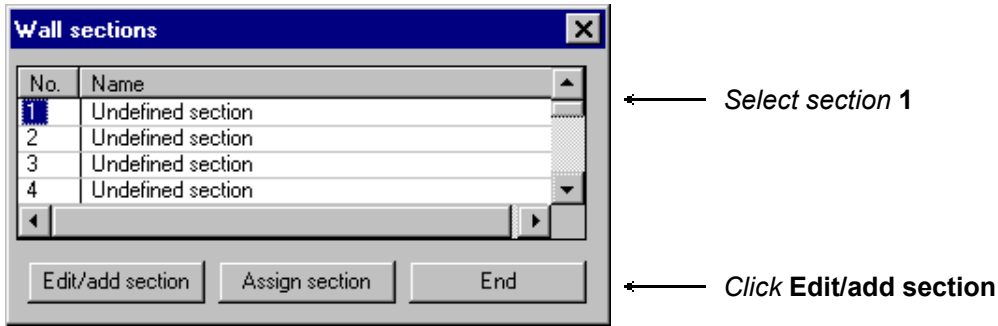 Wall sections
No. Name
1 Undefined section
Select section 1
2 Undefined section
3 Undefined section
4 Undefined section
Edit/add section Assign section End
Click Edit/add section